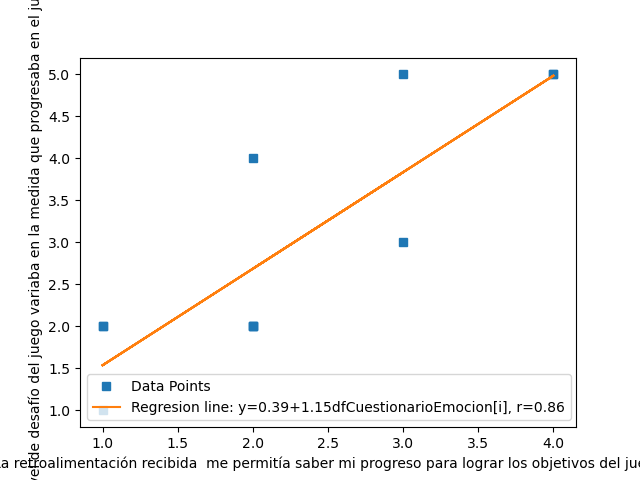 ver de desafío del juego variaba en la medida que progresaba en el ju
5.0
4.5
4.0
3.5
3.0
2.5
2.0
1.5
1.0
Data Points
Regresion line: y=0.39+1.15dfCuestionarioEmocion[i], r=0.86
1.0 1.5 2.0 2.5 3.0 3.5 4.0
a retroalimentación recibida  me permitía saber mi progreso para lograr los objetivos del jue